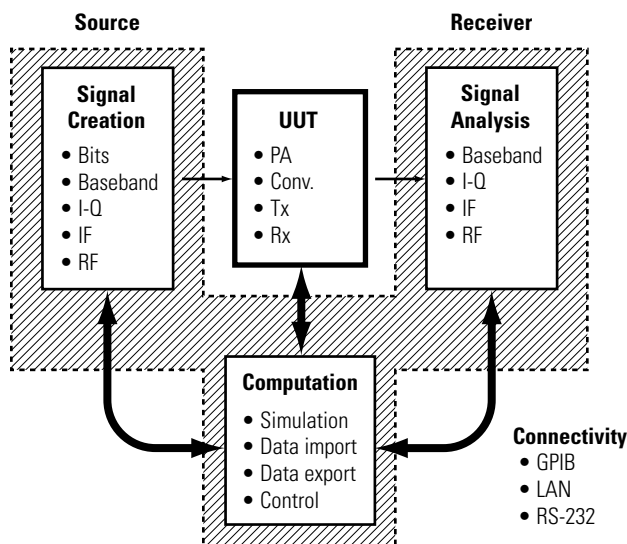 Source
Receiver
Signal
Creation
• Bits
• Baseband
• I-Q
• IF
• RF
UUT
• PA
• Conv.
• Tx
• Rx
Signal
Analysis
• Baseband
• I-Q
• IF
• RF
Computation
• Simulation
• Data import
• Data export
• Control
Connectivity
• GPIB
• LAN
• RS-232